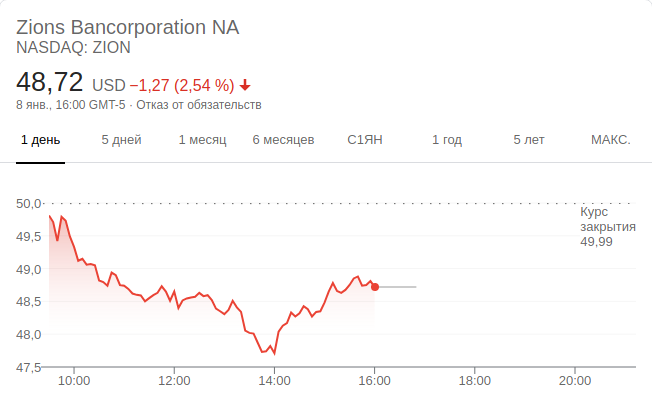 Zions Bancorporation NA
NASDAQ: ZION
48,72 USD −1,27 (2,54 %)
8 янв., 16:00 GMT-5 · Отказ от обязательств
1 день 5 дней 1 месяц 6 месяцев С1ЯН 1 год 5 лет МАКС.
50,0
Курс
закрытия
49,99
49,5
49,0
48,5
48,0
47,5
10:00 12:00 14:00 16:00 18:00 20:00